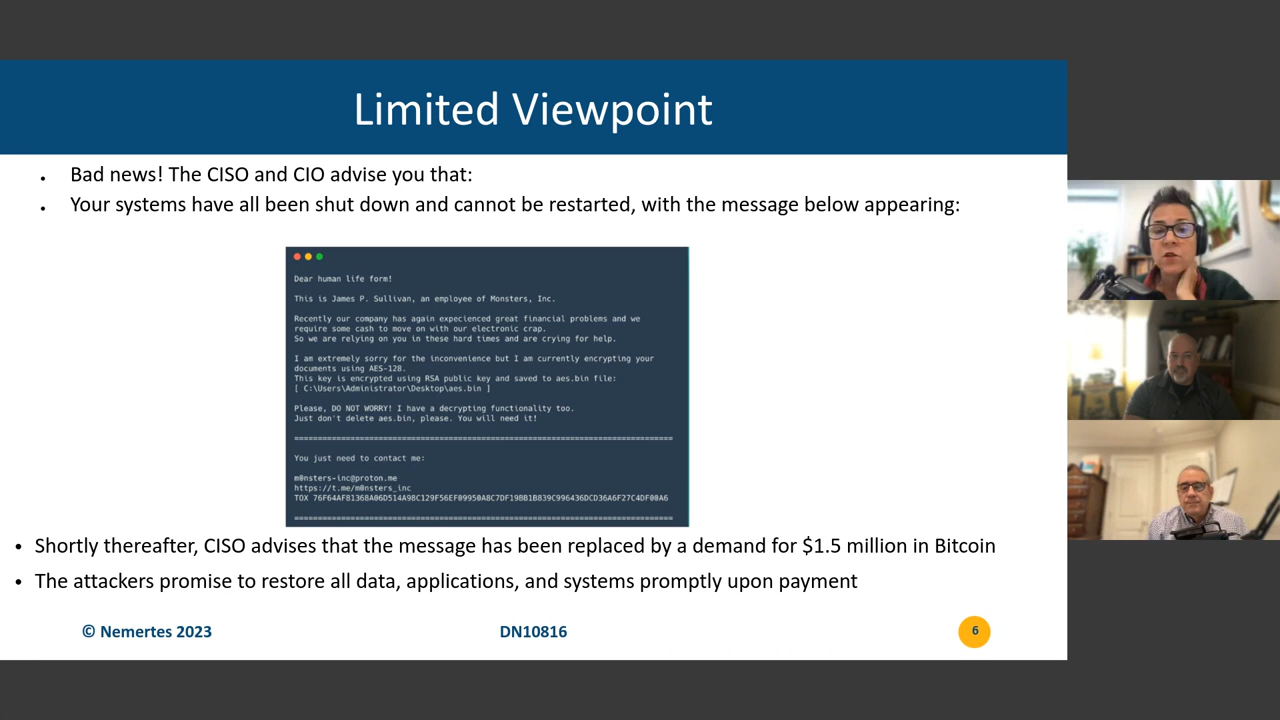 Limited Viewpoint
• Bad news! The CISO and CIO advise you that:
• Your systems have all been shut down and cannot be restarted, with the message below appearing:
Dear human life form!
This is James P. Sullivan, an employee of Monsters, Inc.
Recently our company has again expecienced great financial problems and we
require some cash to move on with our electronic crap.
So we are relying on you in these hard times and are crying for help.
I am extremely sorry for the inconvenience but I am currently encrypting your
documents using AES-128.
This key is encrypted using RSA public key and saved to aes.bin file:
[ C:\Users\Administrator\Desktop\aes.bin ]
Please, DO NOT WORRY! I have a decrypting functionality too.
Just don't delete aes.bin, please. You will need it!
=========================================================================
You just need to contact me:
m0nsters-inc@proton.me
https://t.me/m0nsters_inc
TOX
=========================================================================
• Shortly thereafter, CISO advises that the message has been replaced by a demand for $1.5 million in Bitcoin
• The attackers promise to restore all data, applications, and systems promptly upon payment
© Nemertes 2023
DN10816
6